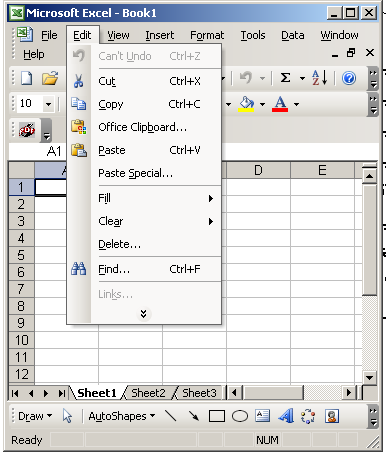 Microsoft Excel - Book1
File Edit View Insert Format Tools Data Window
Help
Can't Undo Ctrl+Z
Cut Ctrl+X
Copy Ctrl+C
Office Clipboard...
Paste Ctrl+V
Paste Special...
Fill
Clear
Delete...
Find... Ctrl+F
Links...
10
A1
D E
1
2
3
4
5
6
7
8
9
10
11
12
Sheet1 Sheet2 Sheet3
Draw AutoShapes
Ready NUM